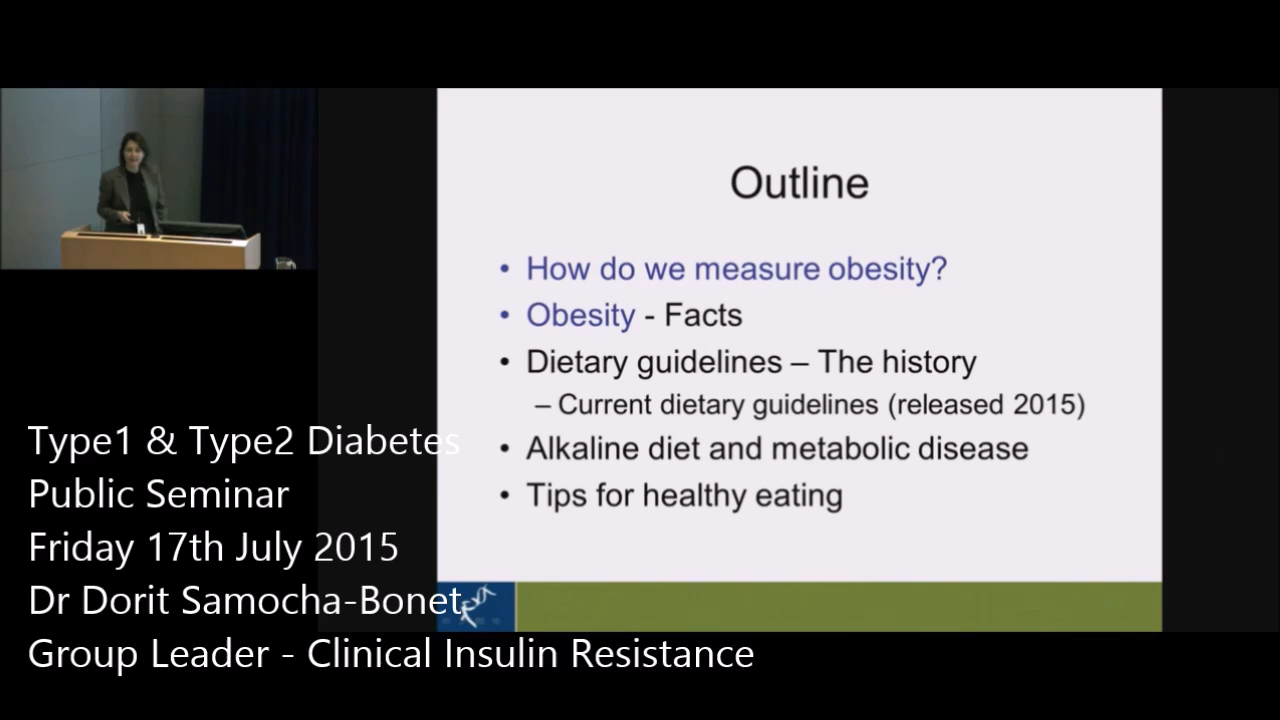 Outline
• How do we measure obesity?
• Obesity - Facts
• Dietary guidelines – The history
– Current dietary guidelines (released 2015)
• Alkaline diet and metabolic disease
• Tips for healthy eating
Type1 & Type2 Diabetes
Public Seminar
Friday 17th July 2015
Dr Dorit Samocha-Bonet
Group Leader - Clinical Insulin Resistance